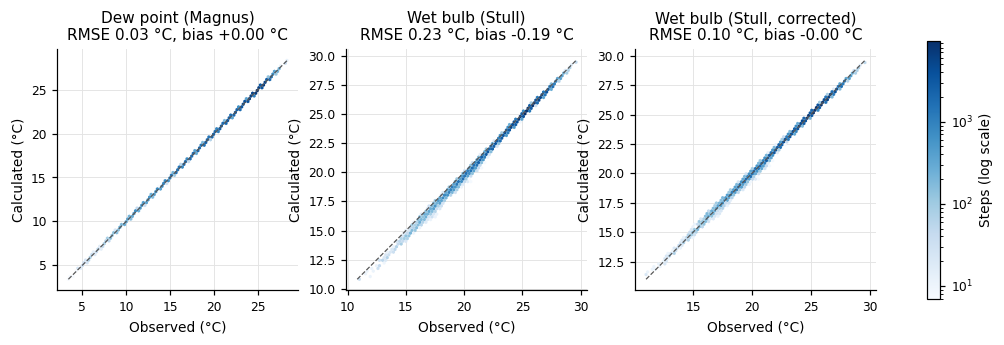 Dew point (Magnus)
RMSE 0.03 °C, bias +0.00 °C
Calculated (°C)
25
20
15
10
5
5 10 15 20 25
Observed (°C)
Wet bulb (Stull)
RMSE 0.23 °C, bias -0.19 °C
Calculated (°C)
30.0
27.5
25.0
22.5
20.0
17.5
15.0
12.5
10.0
10 15 20 25 30
Observed (°C)
Wet bulb (Stull, corrected)
RMSE 0.10 °C, bias -0.00 °C
Calculated (°C)
30.0
27.5
25.0
22.5
20.0
17.5
15.0
12.5
15 20 25 30
Observed (°C)
10³
10²
10¹
Steps (log scale)